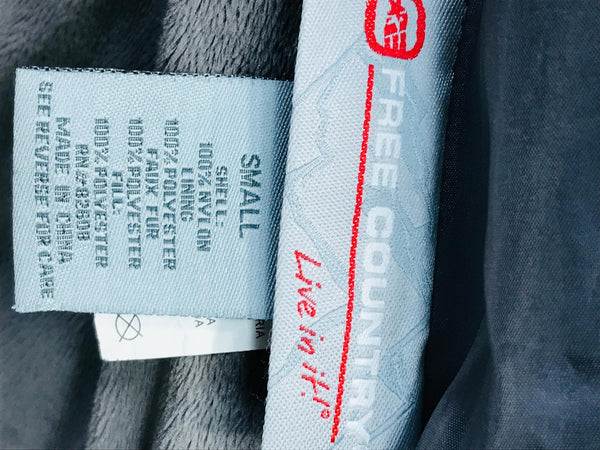 FREE COUNTRY
Live in it!®
SMALL
SHELL:
100% NYLON
LINING:
100% POLYESTER
FAUX FUR
100% POLYESTER
FILL:
100% POLYESTER
RN#83808
MADE IN CHINA
SEE REVERSE FOR CARE